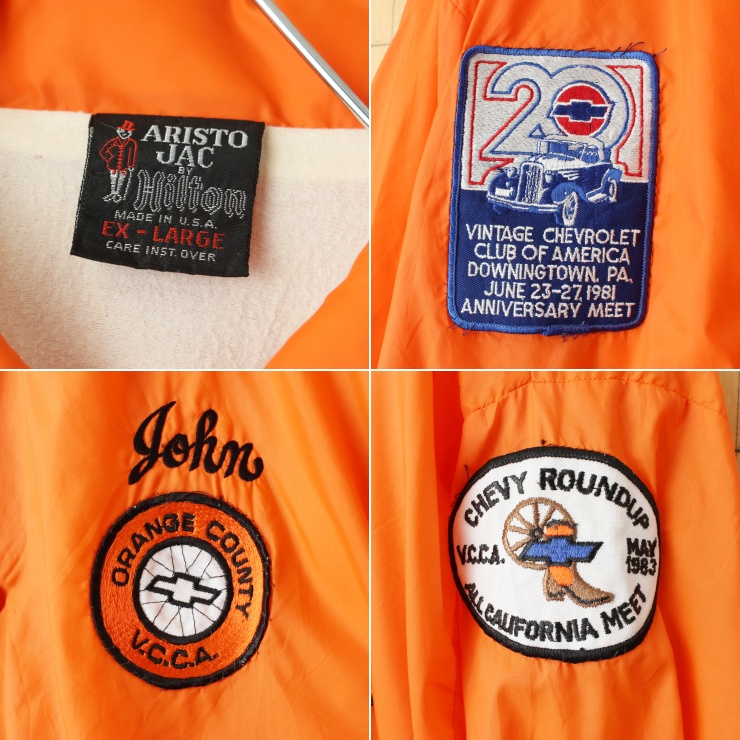 ARISTO
JAC
BY
Hilton
MADE IN U.S.A.
EX-LARGE
CARE INST. OVER
20
VINTAGE CHEVROLET
CLUB OF AMERICA
DOWNINGTOWN, PA.
JUNE 23-27, 1981
ANNIVERSARY MEET
John
ORANGE COUNTY
V.C.C.A.
CHEVY ROUNDUP
V.C.C.A.
MAY
1983
ALL CALIFORNIA MEET